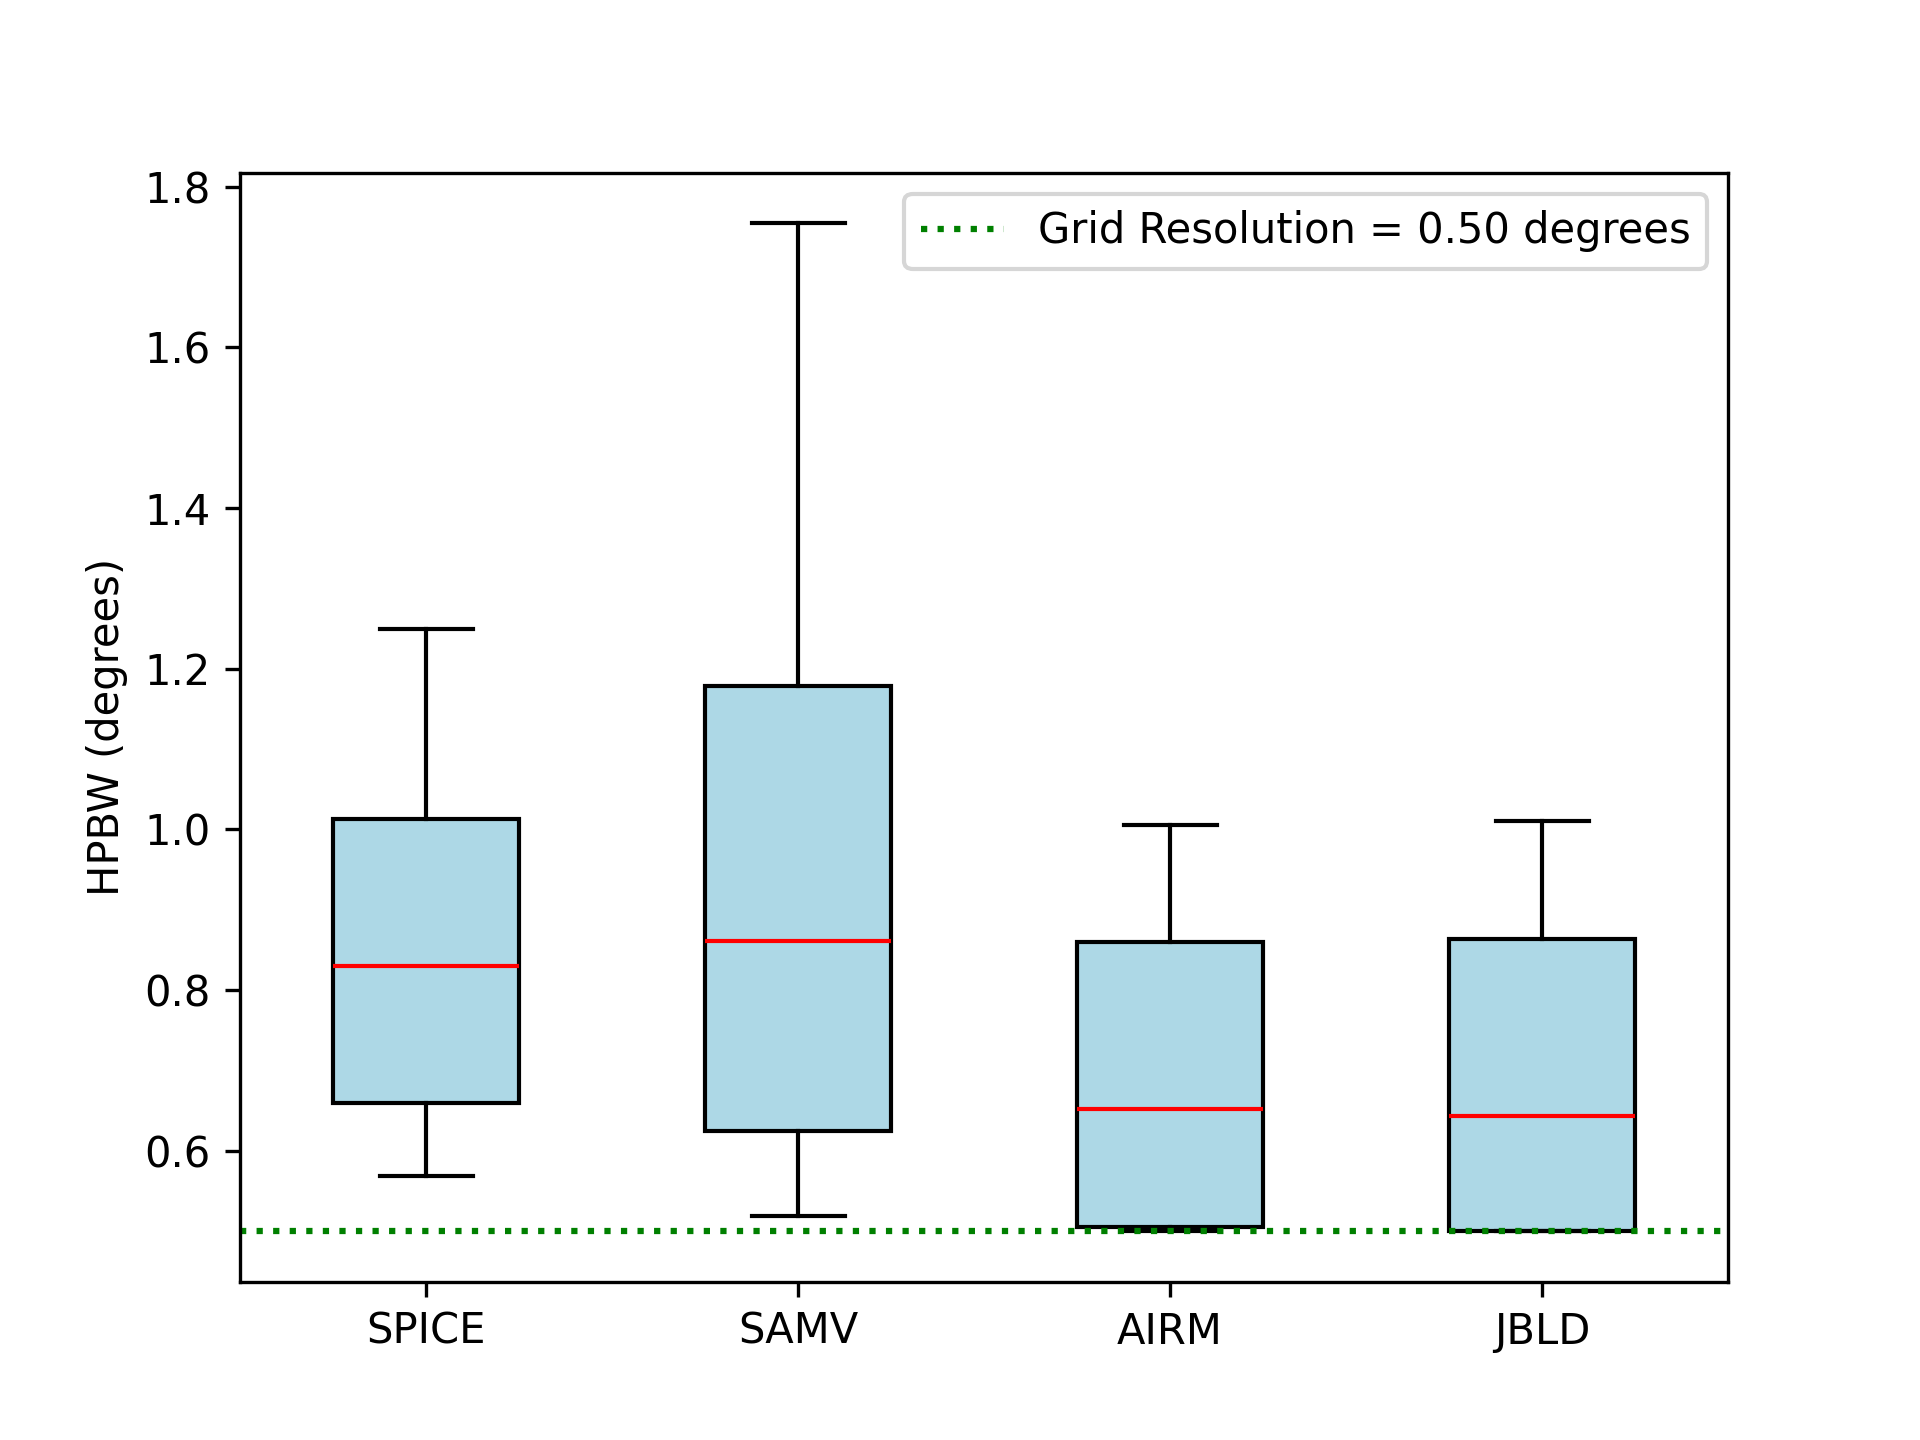 Grid Resolution = 0.50 degrees
HPBW (degrees)
1.8
1.6
1.4
1.2
1.0
0.8
0.6
SPICE SAMV AIRM JBLD